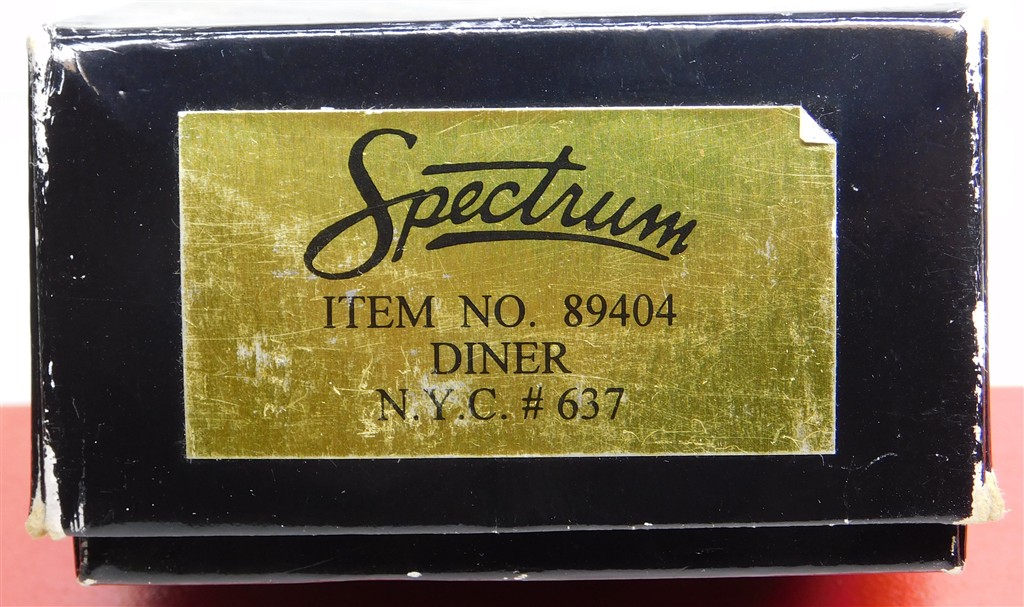 Spectrum
ITEM NO. 89404
DINER
N.Y.C. # 637